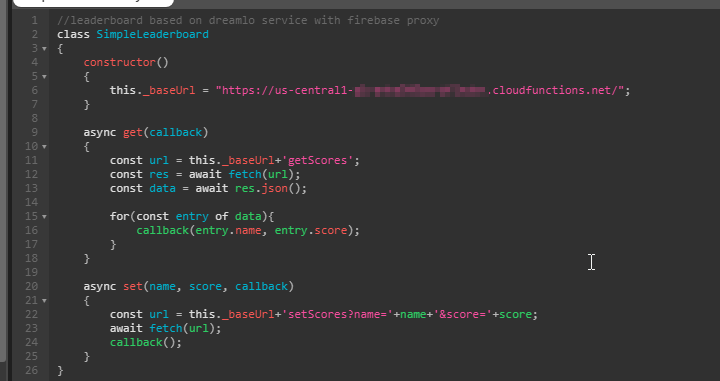 1 //leaderboard based on dreamlo service with firebase proxy
2 class SimpleLeaderboard
3 {
4 constructor()
5 {
6 this._baseUrl = "https://us-central1- .cloudfunctions.net/";
7 }
8
9 async get(callback)
10 {
11 const url = this._baseUrl+'getScores';
12 const res = await fetch(url);
13 const data = await res.json();
14
15 for(const entry of data){
16 callback(entry.name, entry.score);
17 }
18 }
19
20 async set(name, score, callback)
21 {
22 const url = this._baseUrl+'setScores?name='+name+'&score='+score;
23 await fetch(url);
24 callback();
25 }
26 }